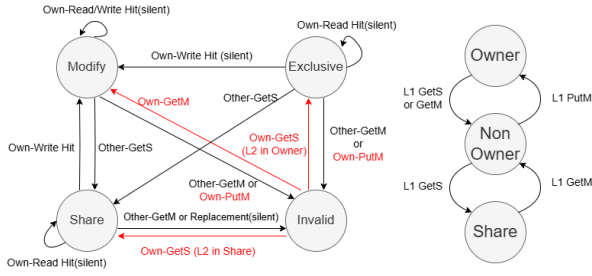 Own-Read/Write Hit(silent)
Own-Read Hit(silent)
Modify
Own-Write Hit (silent)
Exclusive
Own-GetM
Other-GetS
Own-Write Hit
Other-GetS
Own-GetS
(L2 in Owner)
Other-GetM
or
Own-PutM
Other-GetM or
Own-PutM
Share
Other-GetM or Replacement(silent)
Invalid
Own-GetS (L2 in Share)
Own-Read Hit(silent)
Owner
L1 GetS
or GetM
L1 PutM
Non
Owner
L1 GetS
L1 GetM
Share